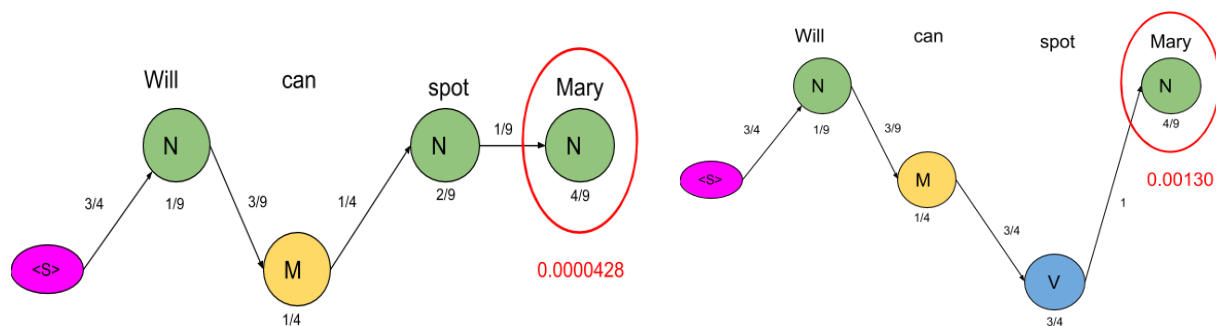 Will can spot Mary
N N N
1/9
3/4 1/9 3/9 1/4 2/9 4/9
<S> M
0.0000428
1/4
Will can spot Mary
N N
3/4 1/9 3/9 4/9
<S> M
0.00130
1/4 1
3/4
V
3/4